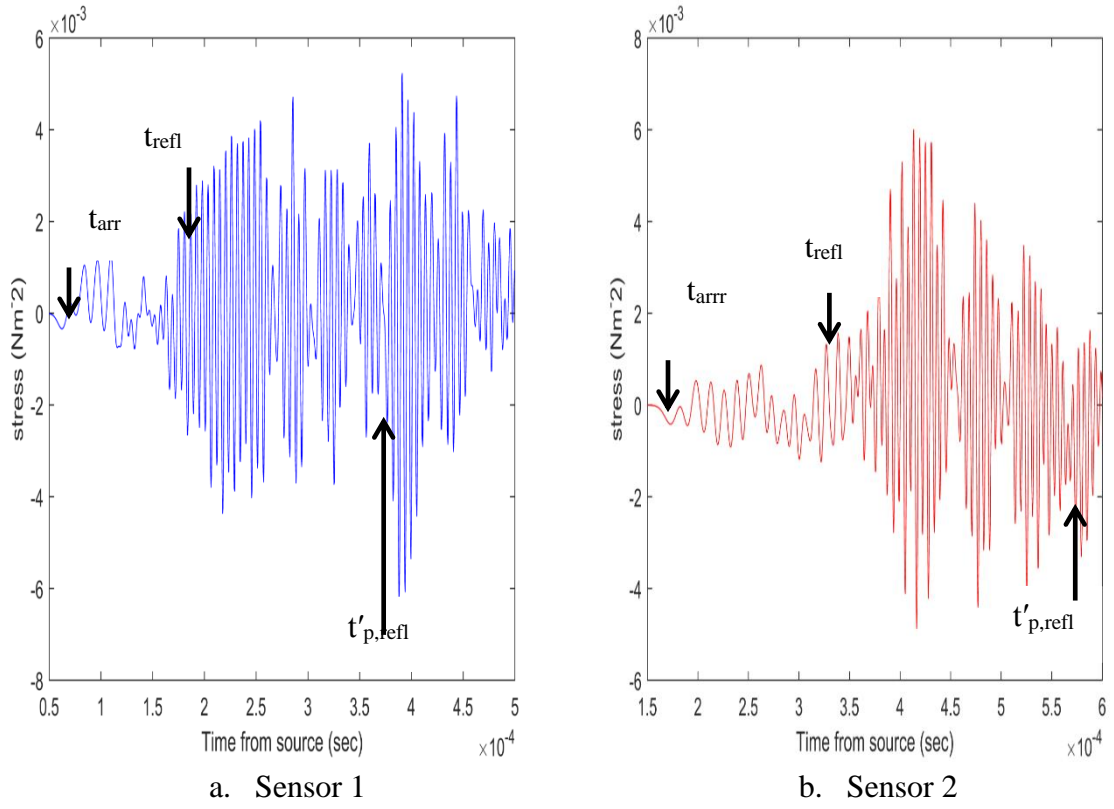 ×10⁻³
6
4
2
0
-2
-4
-6
-8
stress (Nm⁻2)
t_refl
t_arr
t′_p,refl
0.5 1 1.5 2 2.5 3 3.5 4 4.5 5
Time from source (sec)
×10⁻⁴
a. Sensor 1
×10⁻³
8
6
4
2
0
-2
-4
-6
stress (Nm⁻2)
t_refl
t_arrr
t′_p,refl
1.5 2 2.5 3 3.5 4 4.5 5 5.5 6
Time from source (sec)
×10⁻⁴
b. Sensor 2